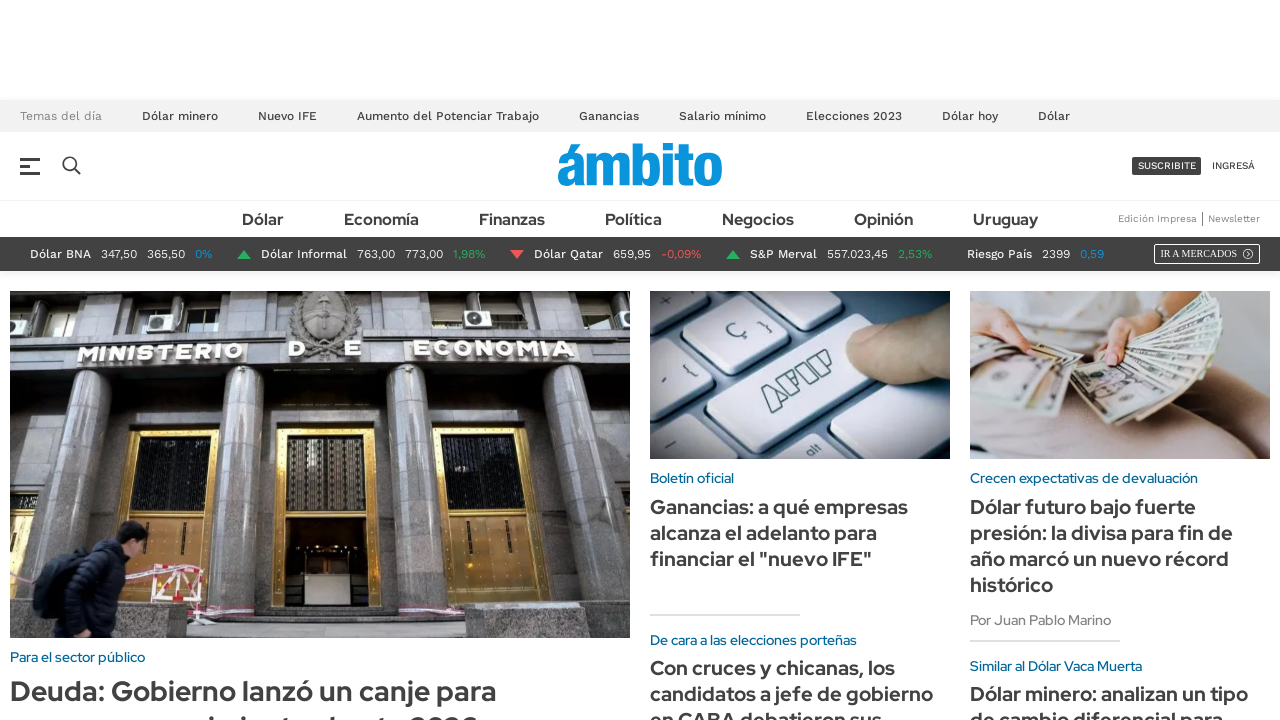 Temas del día Dólar minero Nuevo IFE Aumento del Potenciar Trabajo Ganancias Salario mínimo Elecciones 2023 Dólar hoy Dólar
ámbito
SUSCRIBITE INGRESÁ
Dólar Economía Finanzas Política Negocios Opinión Uruguay Edición Impresa Newsletter
Dólar BNA 347,50 365,50 0% Dólar Informal 763,00 773,00 1,98% Dólar Qatar 659,95 -0,09% S&P Merval 557.023,45 2,53% Riesgo País 2399 0,59 IR A MERCADOS
MINISTERIO DE ECONOMIA
Para el sector público
Deuda: Gobierno lanzó un canje para
Ç
AFIP
alt
Boletín oficial
Ganancias: a qué empresas
alcanza el adelanto para
financiar el "nuevo IFE"
De cara a las elecciones porteñas
Con cruces y chicanas, los
candidatos a jefe de gobierno
en CABA debatieron sus
Crecen expectativas de devaluación
Dólar futuro bajo fuerte
presión: la divisa para fin de
año marcó un nuevo récord
histórico
Por Juan Pablo Marino
Similar al Dólar Vaca Muerta
Dólar minero: analizan un tipo
de cambio diferencial para